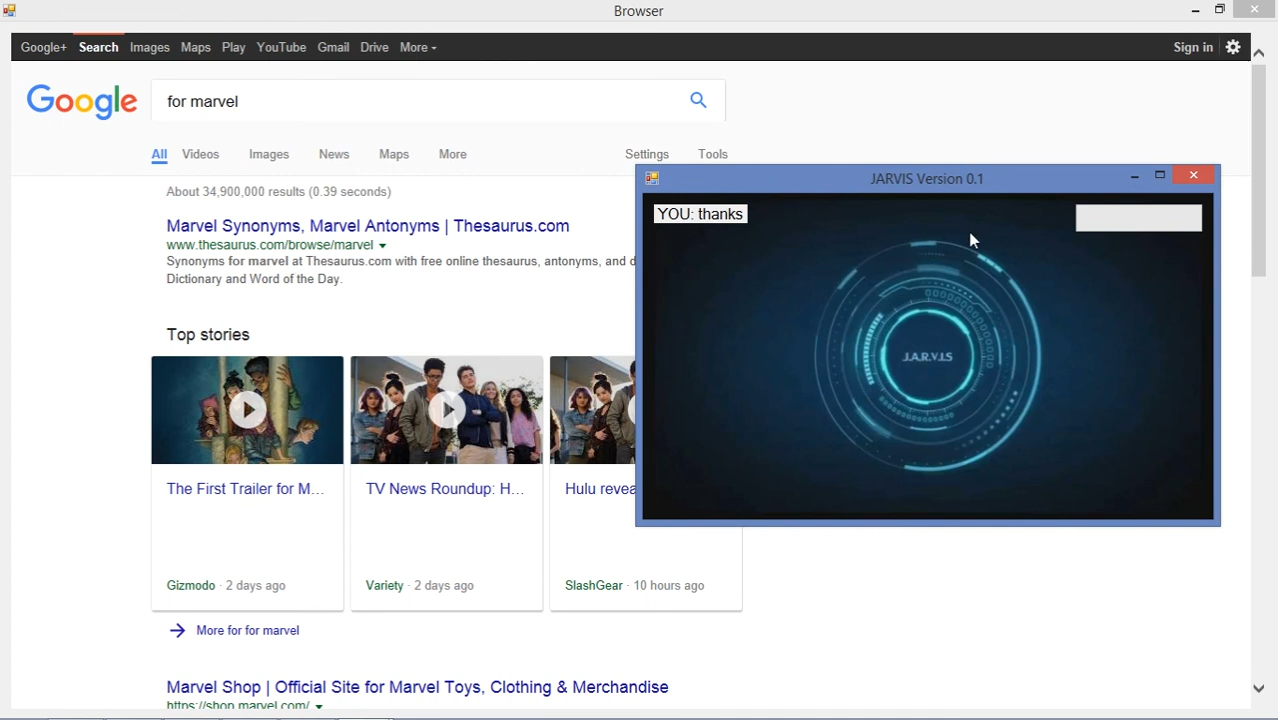 Browser
Google+ Search Images Maps Play YouTube Gmail Drive More
Sign in
Google
for marvel
All Videos Images News Maps More Settings Tools
About 34,900,000 results (0.39 seconds)
Marvel Synonyms, Marvel Antonyms | Thesaurus.com
www.thesaurus.com/browse/marvel
Synonyms for marvel at Thesaurus.com with free online thesaurus, antonyms, and d
Dictionary and Word of the Day.
Top stories
The First Trailer for M...
Gizmodo · 2 days ago
TV News Roundup: H...
Variety · 2 days ago
Hulu revea
SlashGear · 10 hours ago
More for for marvel
Marvel Shop | Official Site for Marvel Toys, Clothing & Merchandise
https://shop.marvel.com/
JARVIS Version 0.1
YOU: thanks
J.A.R.V.I.S